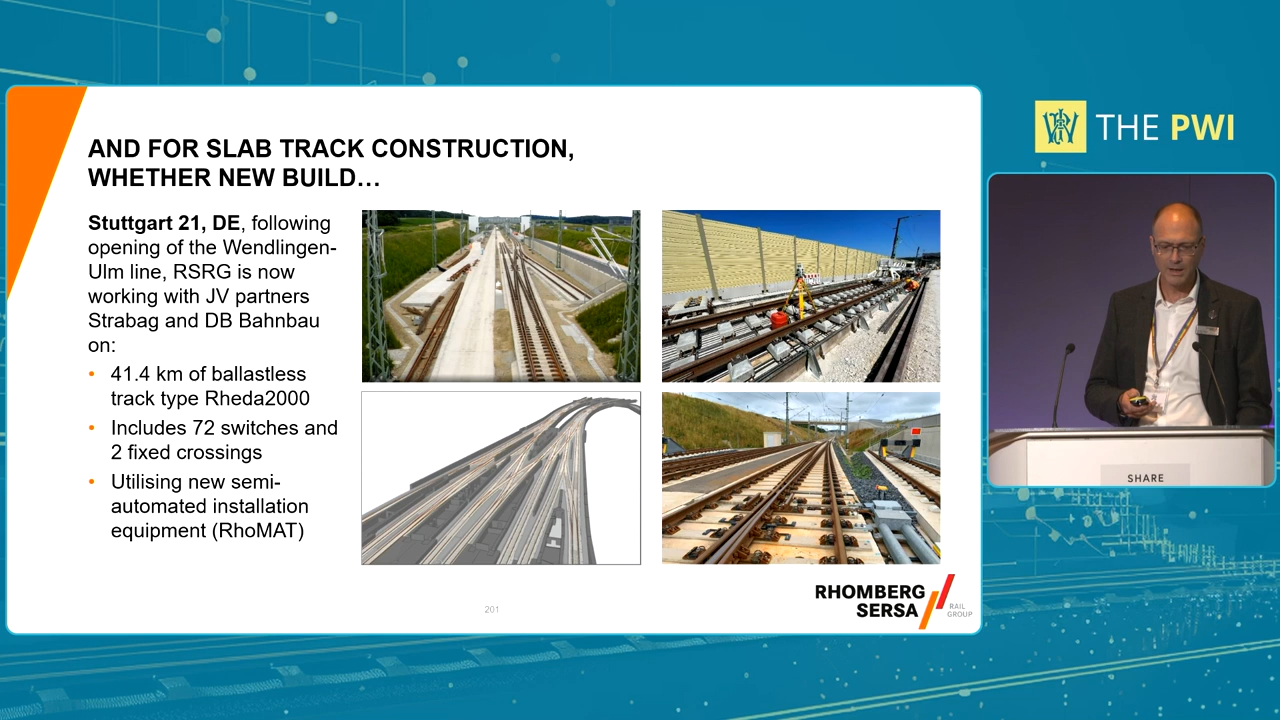 AND FOR SLAB TRACK CONSTRUCTION,
WHETHER NEW BUILD…
Stuttgart 21, DE, following
opening of the Wendlingen-
Ulm line, RSRG is now
working with JV partners
Strabag and DB Bahnbau
on:
• 41.4 km of ballastless
track type Rheda2000
• Includes 72 switches and
2 fixed crossings
• Utilising new semi-
automated installation
equipment (RhoMAT)
201
RHOMBERG
SERSA
RAIL
GROUP
THE PWI
SHARE